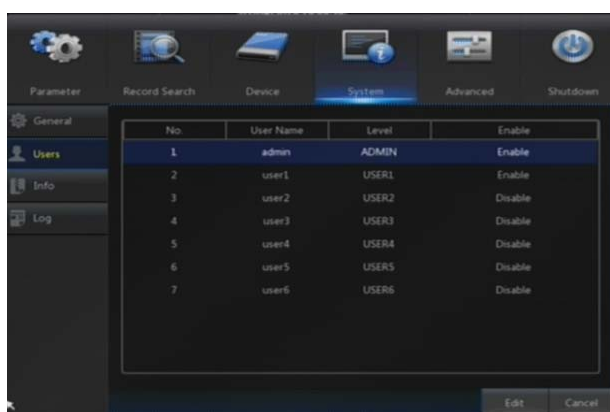 Parameter Record Search Device System Advanced Shutdown
General
Users
Info
Log
No. User Name Level Enable
1 admin ADMIN Enable
2 user1 USER1 Enable
3 user2 USER2 Disable
4 user3 USER3 Disable
5 user4 USER4 Disable
6 user5 USER5 Disable
7 user6 USER6 Disable
Edit Cancel